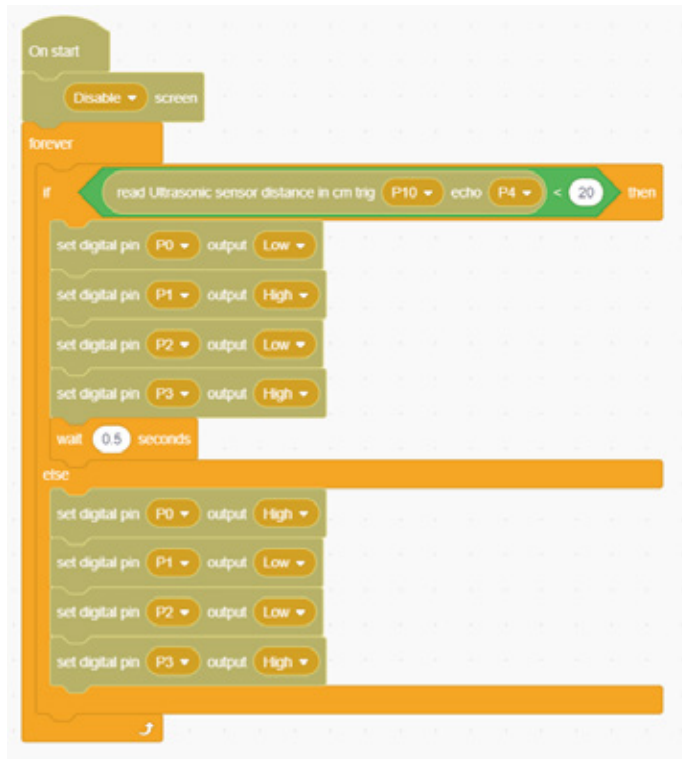 On start
Disable screen
forever
if read Ultrasonic sensor distance in cm trig P10 echo P4 < 20 then
set digital pin P0 output Low
set digital pin P1 output High
set digital pin P2 output Low
set digital pin P3 output High
wait 0.5 seconds
else
set digital pin P0 output High
set digital pin P1 output Low
set digital pin P2 output Low
set digital pin P3 output High